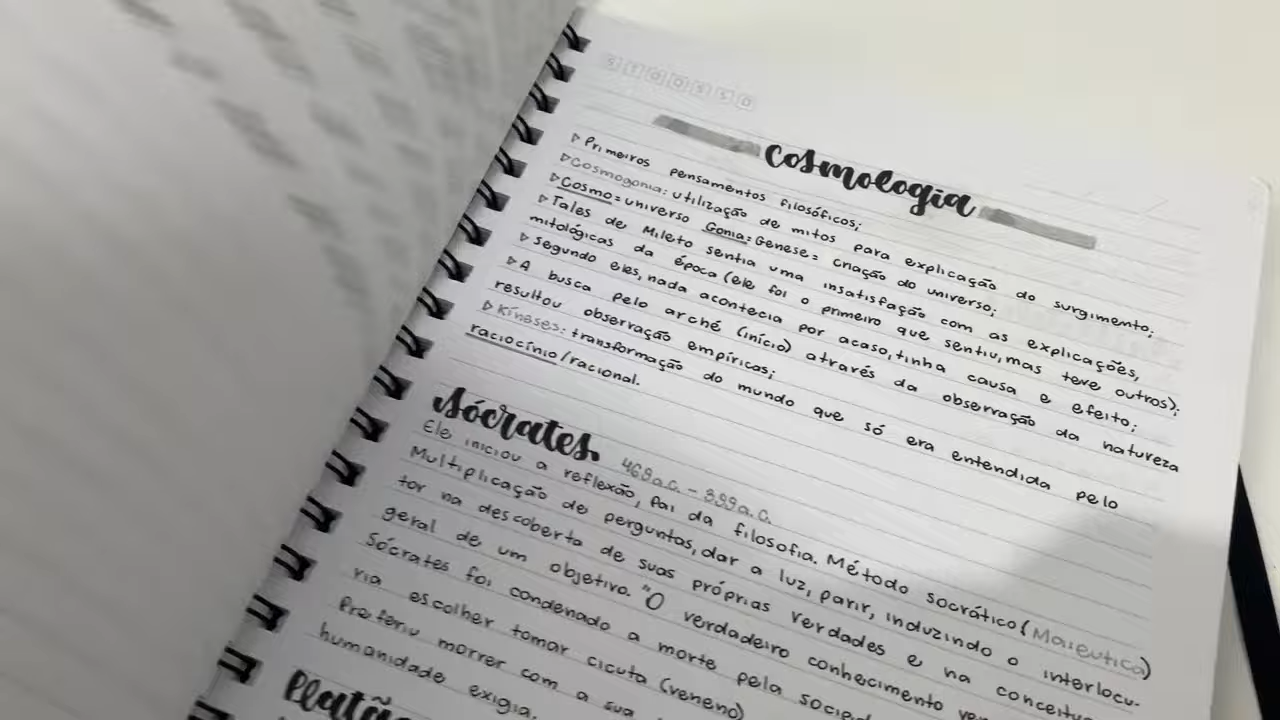 S T Q Q S S D
Cosmologia
▷ Primeiros pensamentos filosóficos;
▷ Cosmogonia: utilização de mitos para explicação do surgimento;
▷ Cosmo = universo Gonia = Genese = criação do universo;
▷ Tales de Mileto sentia uma insatisfação com as explicações,
mitológicas da época (ele foi o primeiro que sentiu, mas teve outros);
▷ Segundo eles, nada acontecia por acaso, tinha causa e efeito;
▷ A busca pelo arché (início) através da observação da natureza
resultou observação empíricas;
▷ Kineses: transformação do mundo que só era entendida pelo
raciocínio/racional.
Sócrates 469 a.C. - 399 a.C.
Ele iniciou a reflexão, pai da filosofia. Método socrático (Maieutica)
Multiplicação de perguntas, dar a luz, parir, induzindo o interlocu-
tor na descoberta de suas próprias verdades e na conceitu
geral de um objetivo. "O verdadeiro conhecimento
Sócrates foi condenado a morte pela socied
ria escolher tomar cicuta (veneno)
Preferiu morrer com a sua
humanidade exigia.
Platão